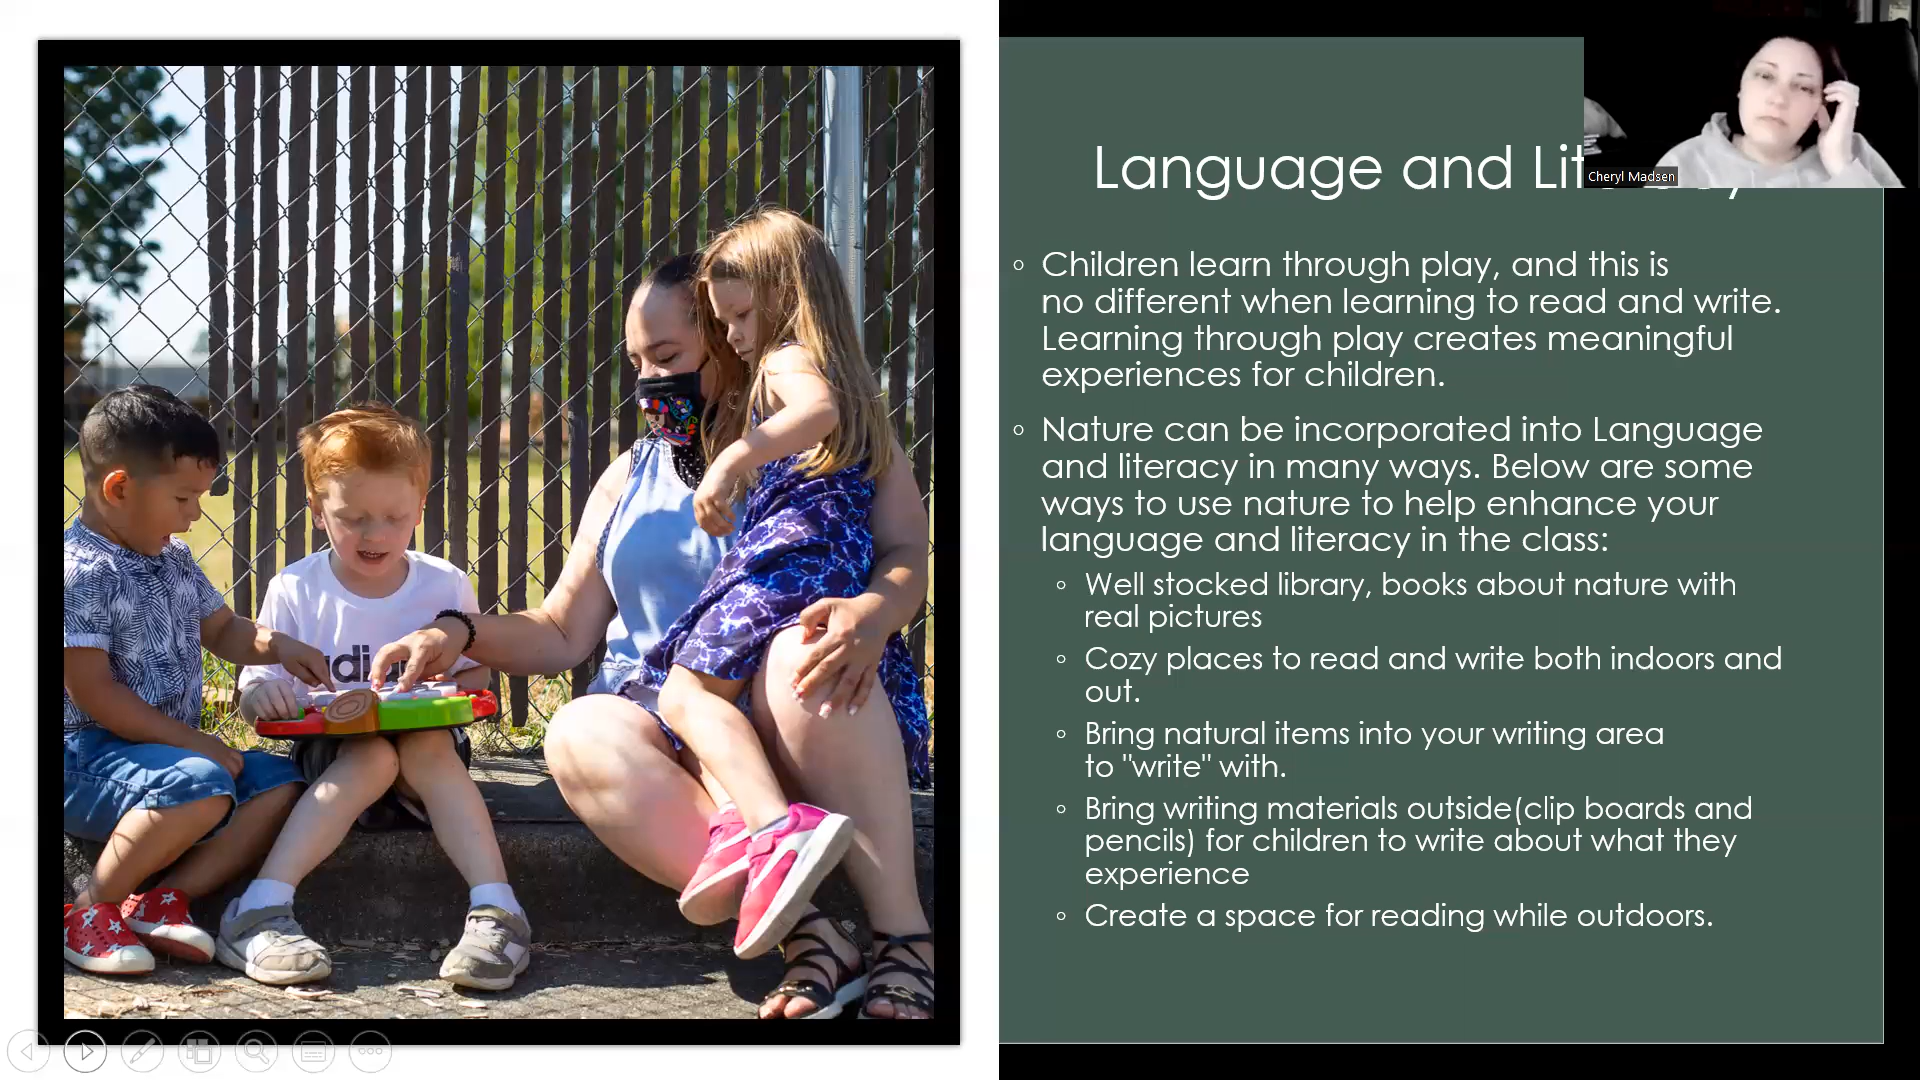 Language and Lit
Cheryl Madsen
Children learn through play, and this is
no different when learning to read and write.
Learning through play creates meaningful
experiences for children.
Nature can be incorporated into Language
and literacy in many ways. Below are some
ways to use nature to help enhance your
language and literacy in the class:
Well stocked library, books about nature with
real pictures
Cozy places to read and write both indoors and
out.
Bring natural items into your writing area
to "write" with.
Bring writing materials outside(clip boards and
pencils) for children to write about what they
experience
Create a space for reading while outdoors.